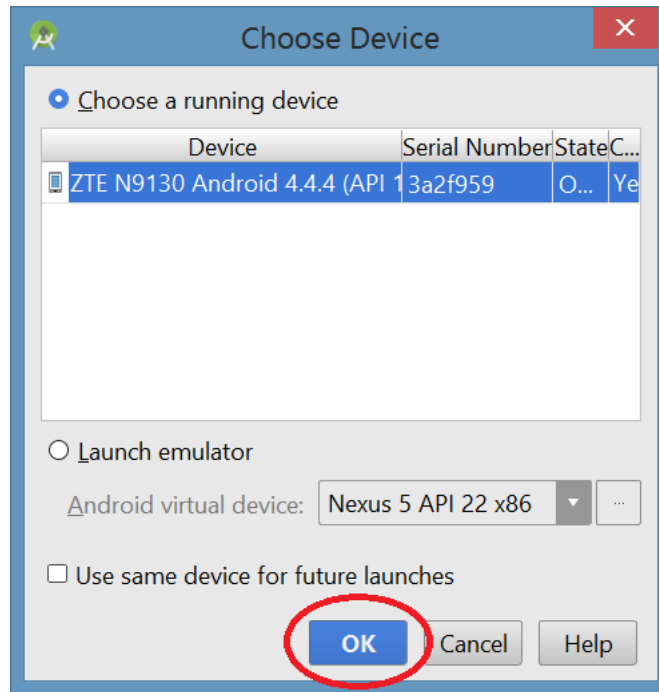 Choose Device
X
Choose a running device
Device Serial Number State C...
ZTE N9130 Android 4.4.4 (API 1 3a2f959 O... Ye
Launch emulator
Android virtual device: Nexus 5 API 22 x86 ...
Use same device for future launches
OK Cancel Help